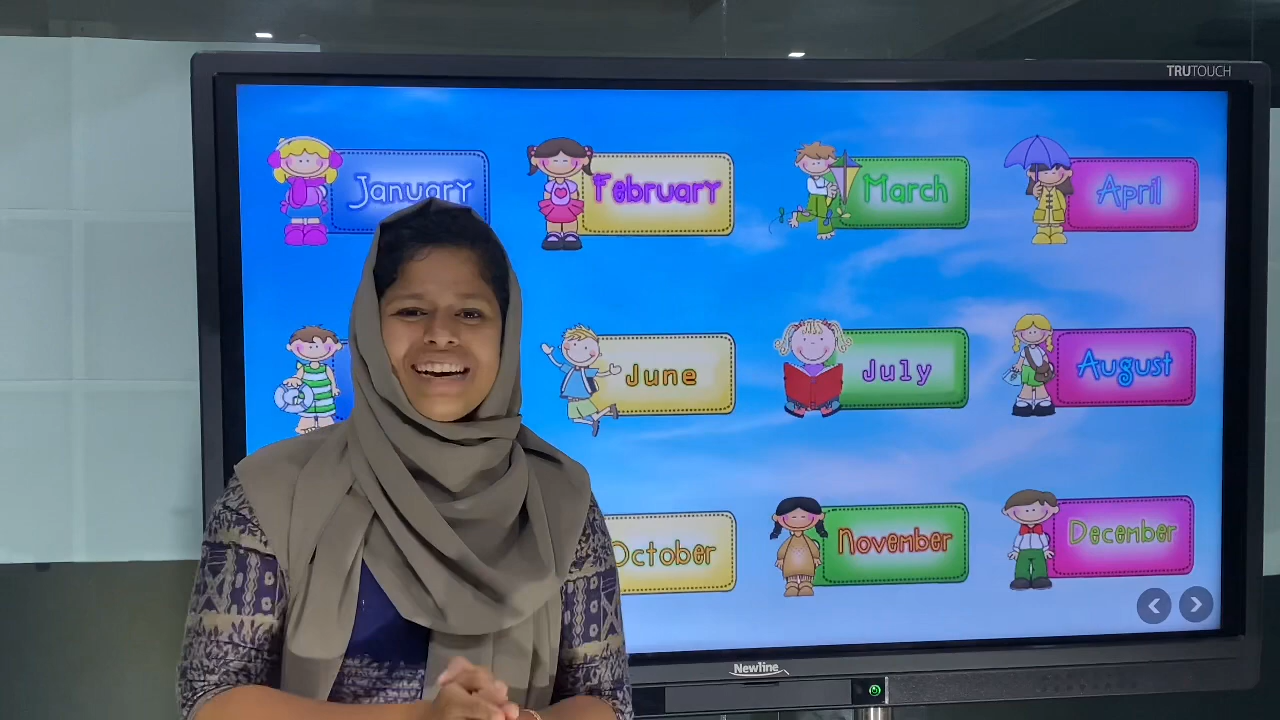 TRUTOUCH
January
February
March
April
June
July
August
October
November
December
Newline